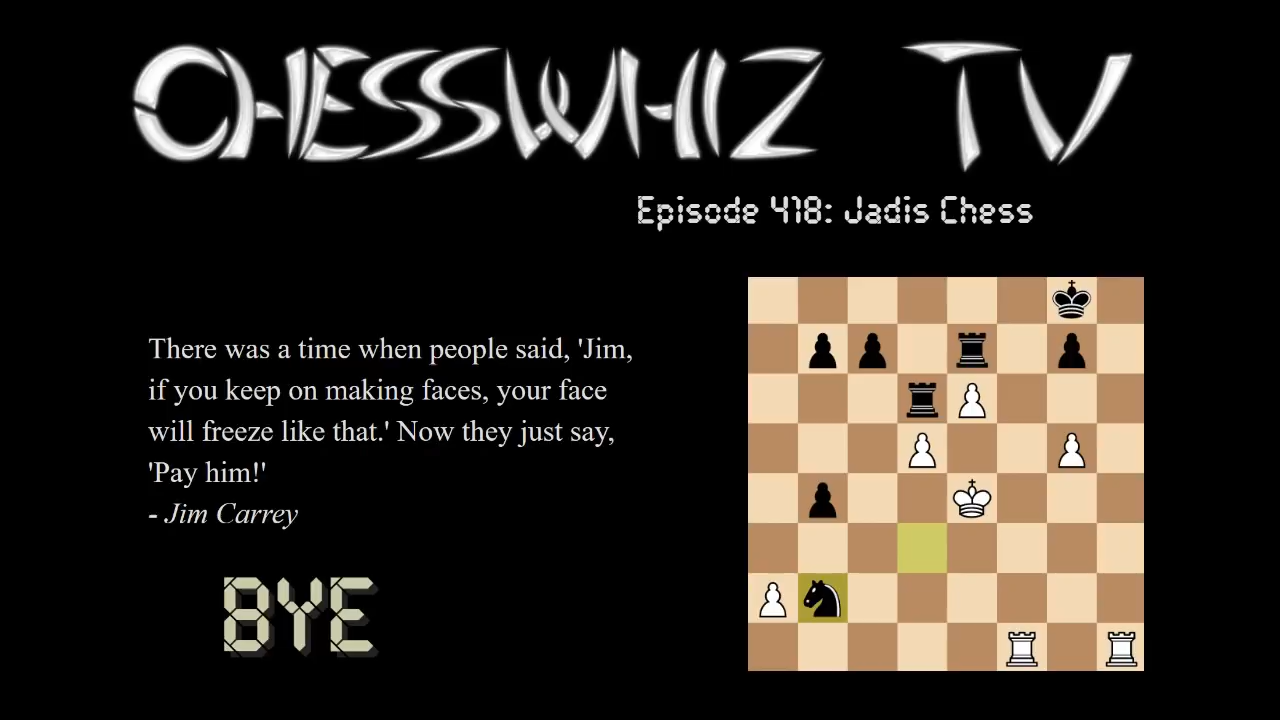 CHESSWHIZ TV
Episode 418: Jadis Chess
There was a time when people said, 'Jim,
if you keep on making faces, your face
will freeze like that.' Now they just say,
'Pay him!'
- Jim Carrey
BYE